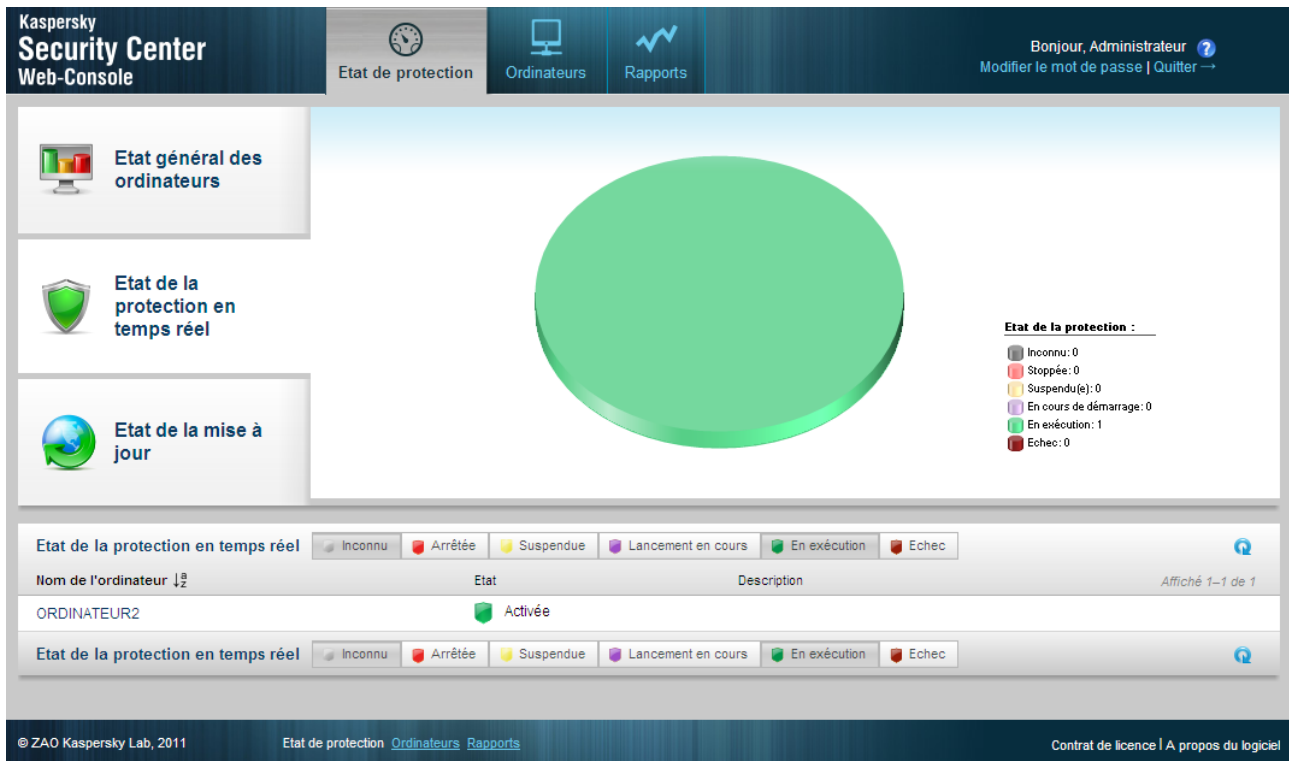 Kaspersky
Security Center
Web-Console
Etat de protection
Ordinateurs
Rapports
Bonjour, Administrateur ?
Modifier le mot de passe | Quitter →
Etat général des
ordinateurs
Etat de la
protection en
temps réel
Etat de la mise à
jour
Etat de la protection :
Inconnu: 0
Stoppée: 0
Suspendu(e): 0
En cours de démarrage: 0
En exécution: 1
Echec: 0
Etat de la protection en temps réel Inconnu Arrêtée Suspendue Lancement en cours En exécution Echec
Nom de l'ordinateur ↓a z Etat Description Affiché 1–1 de 1
ORDINATEUR2 Activée
Etat de la protection en temps réel Inconnu Arrêtée Suspendue Lancement en cours En exécution Echec
© ZAO Kaspersky Lab, 2011 Etat de protection Ordinateurs Rapports Contrat de licence | A propos du logiciel